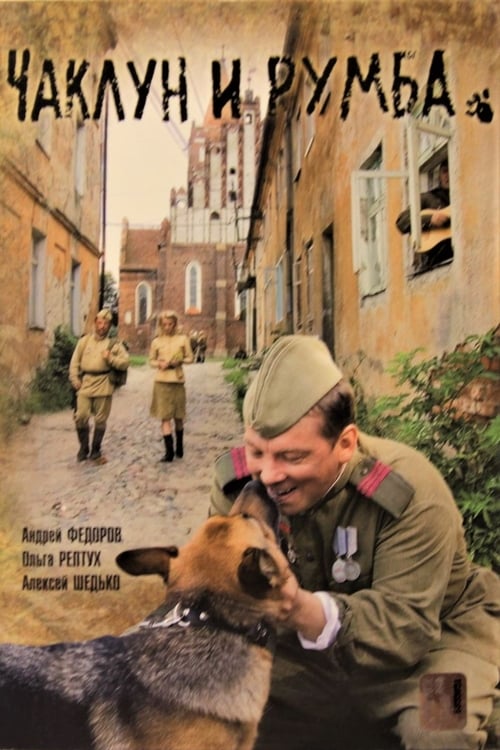 ЧАКЛУН И РУМБА
Андрей ФЕДОРОВ
Ольга РЕПТУХ
Алексей ШЕДЬКО